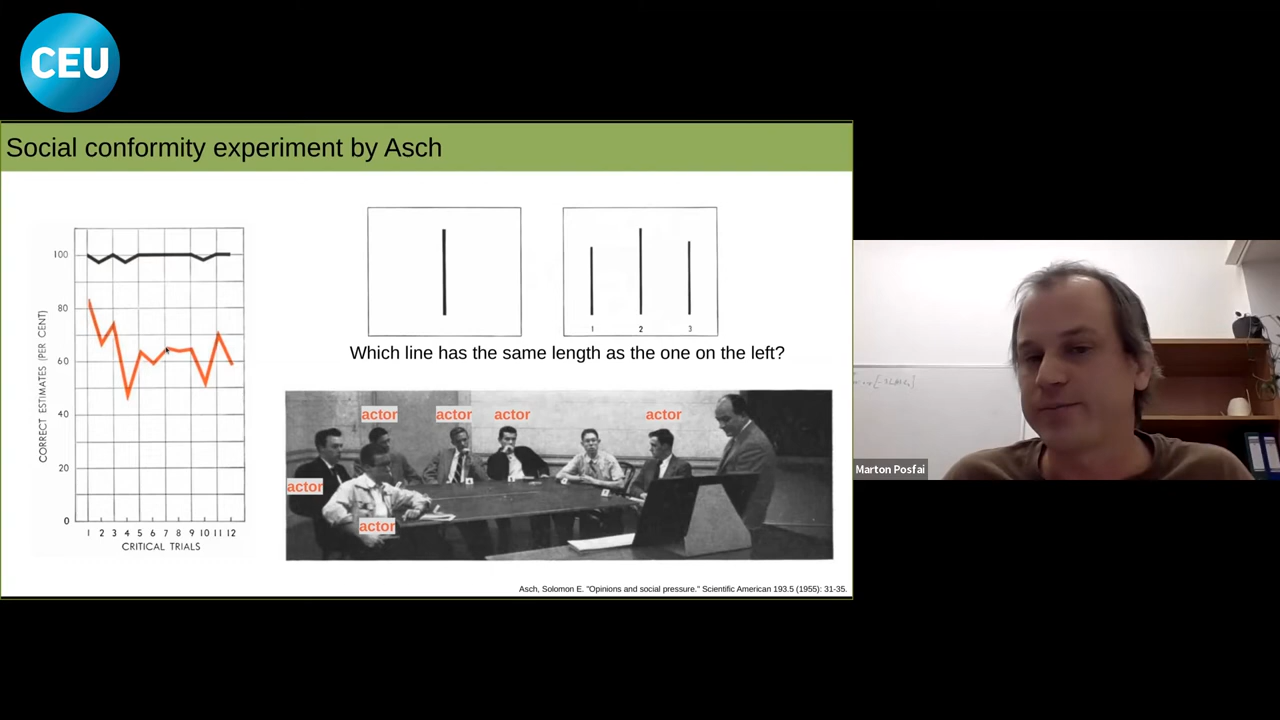 CEU
Social conformity experiment by Asch
CORRECT ESTIMATES (PER CENT)
100
80
60
40
20
0
1 2 3 4 5 6 7 8 9 10 11 12
CRITICAL TRIALS
1 2 3
Which line has the same length as the one on the left?
actor actor actor actor
actor
actor
Asch, Solomon E. "Opinions and social pressure." Scientific American 193.5 (1955): 31-35.
Marton Posfai